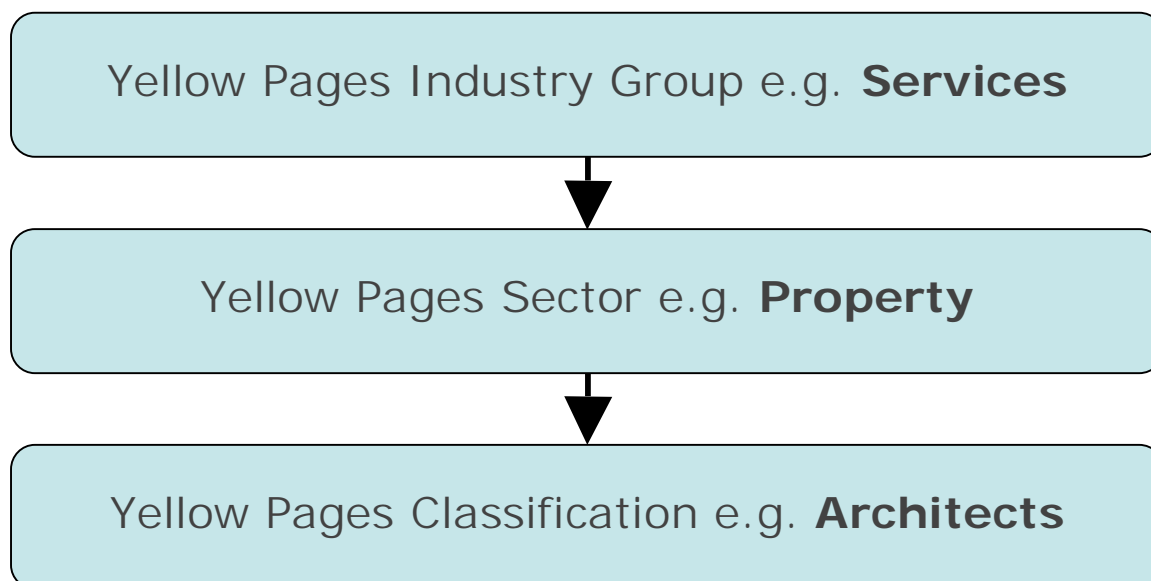 Yellow Pages Industry Group e.g. Services
Yellow Pages Sector e.g. Property
Yellow Pages Classification e.g. Architects